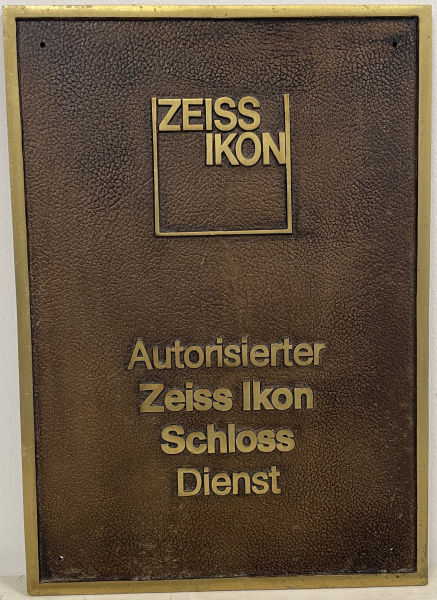 ZEISS
IKON
Autorisierter
Zeiss Ikon
Schloss
Dienst